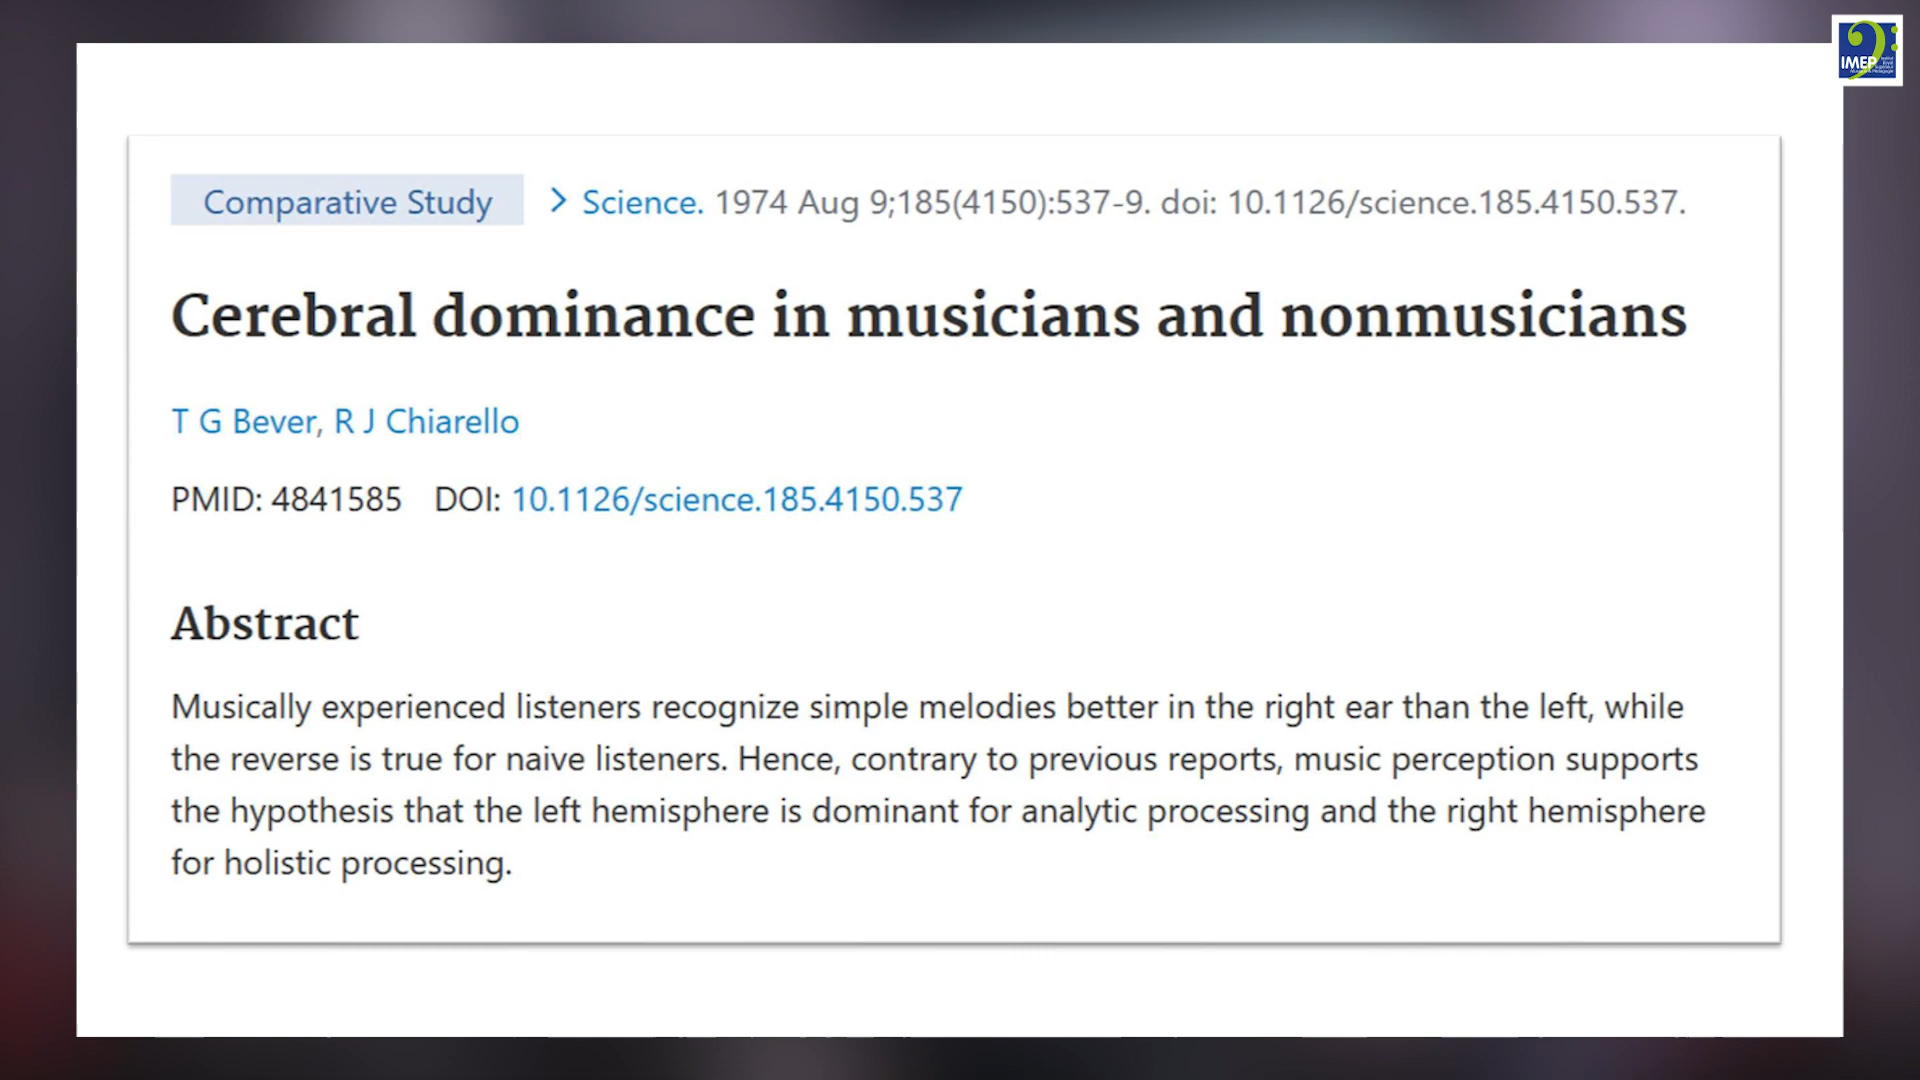 IMEP
Comparative Study > Science. 1974 Aug 9;185(4150):537-9. doi: 10.1126/science.185.4150.537.
Cerebral dominance in musicians and nonmusicians
T G Bever, R J Chiarello
PMID: 4841585 DOI: 10.1126/science.185.4150.537
Abstract
Musically experienced listeners recognize simple melodies better in the right ear than the left, while
the reverse is true for naive listeners. Hence, contrary to previous reports, music perception supports
the hypothesis that the left hemisphere is dominant for analytic processing and the right hemisphere
for holistic processing.